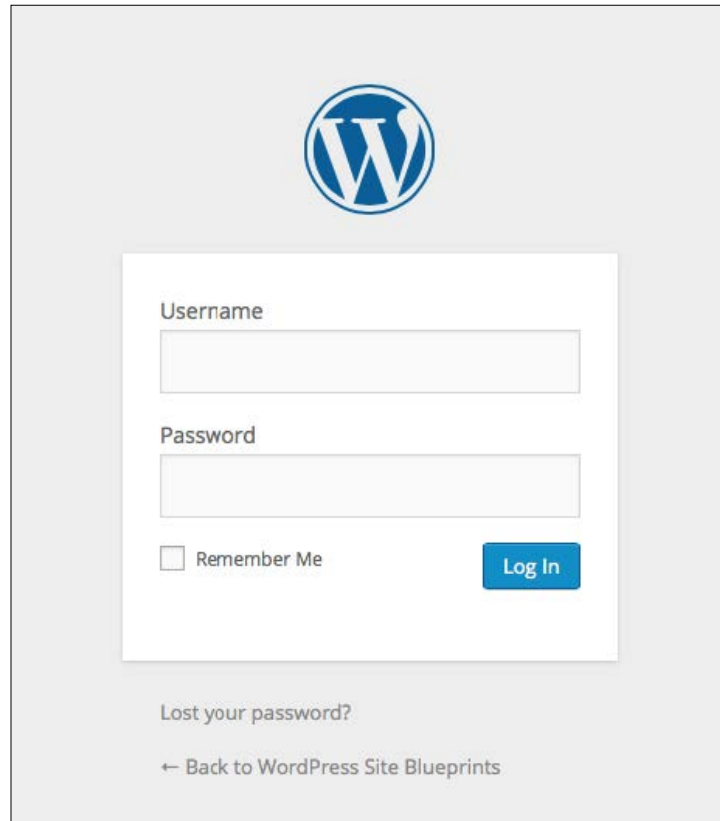 Username
Password
Remember Me
Log In
Lost your password?
← Back to WordPress Site Blueprints